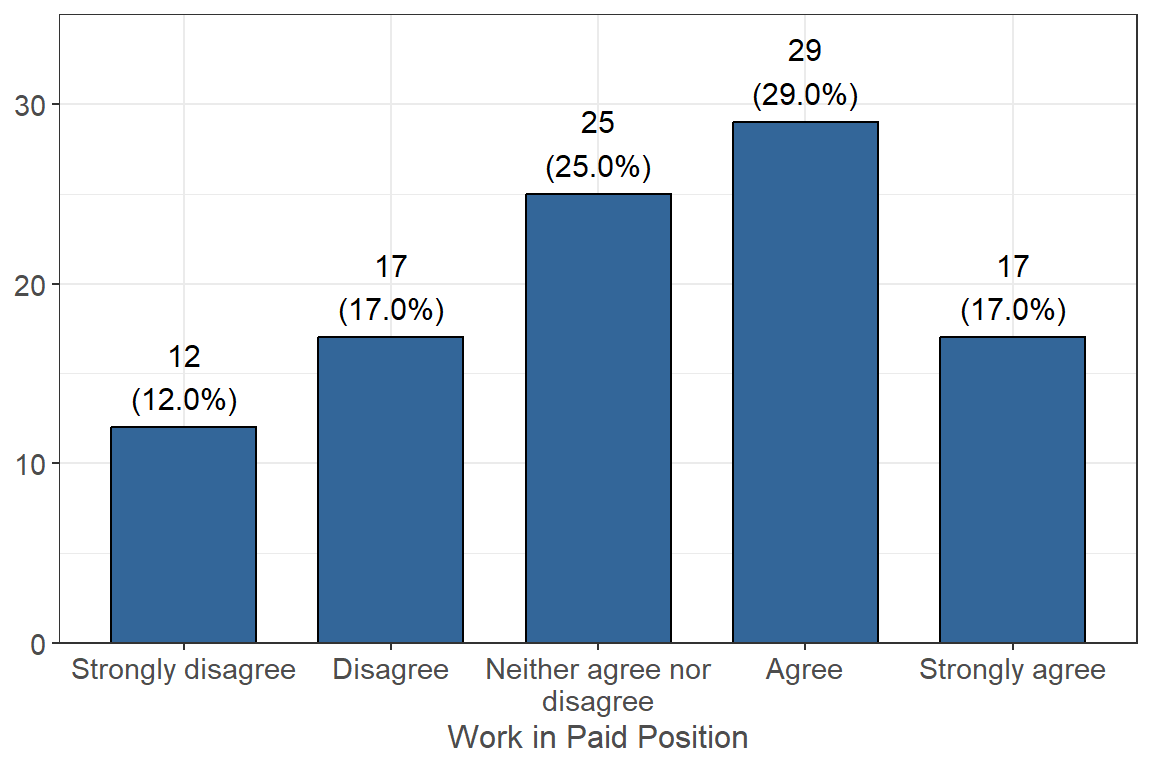 29
(29.0%)
30
25
(25.0%)
17
(17.0%)
17
(17.0%)
20
12
(12.0%)
10
0
Strongly disagree
Disagree
Neither agree nor
disagree
Agree
Strongly agree
Work in Paid Position